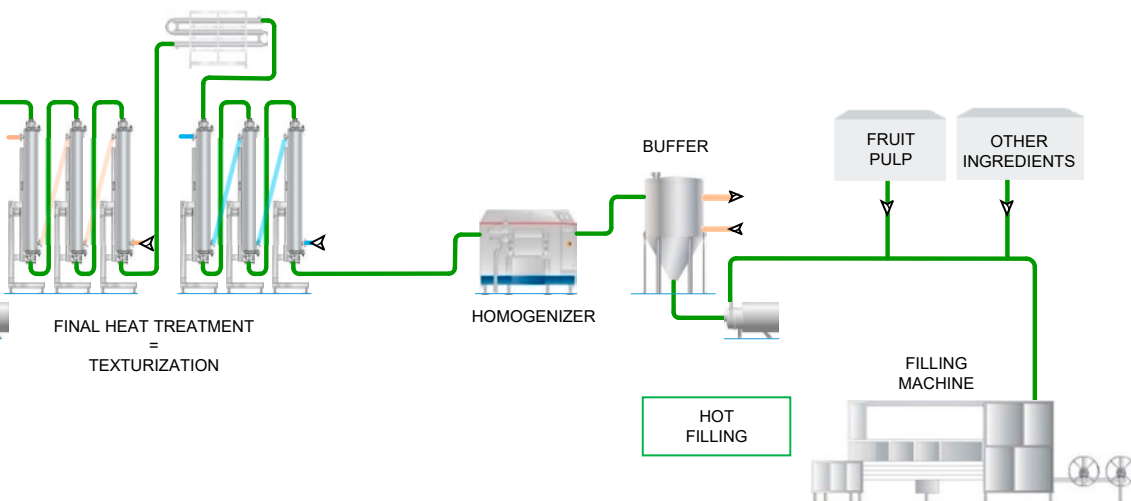 BUFFER
FRUIT
PULP
OTHER
INGREDIENTS
HOMOGENIZER
FINAL HEAT TREATMENT
=
TEXTURIZATION
FILLING
MACHINE
HOT
FILLING